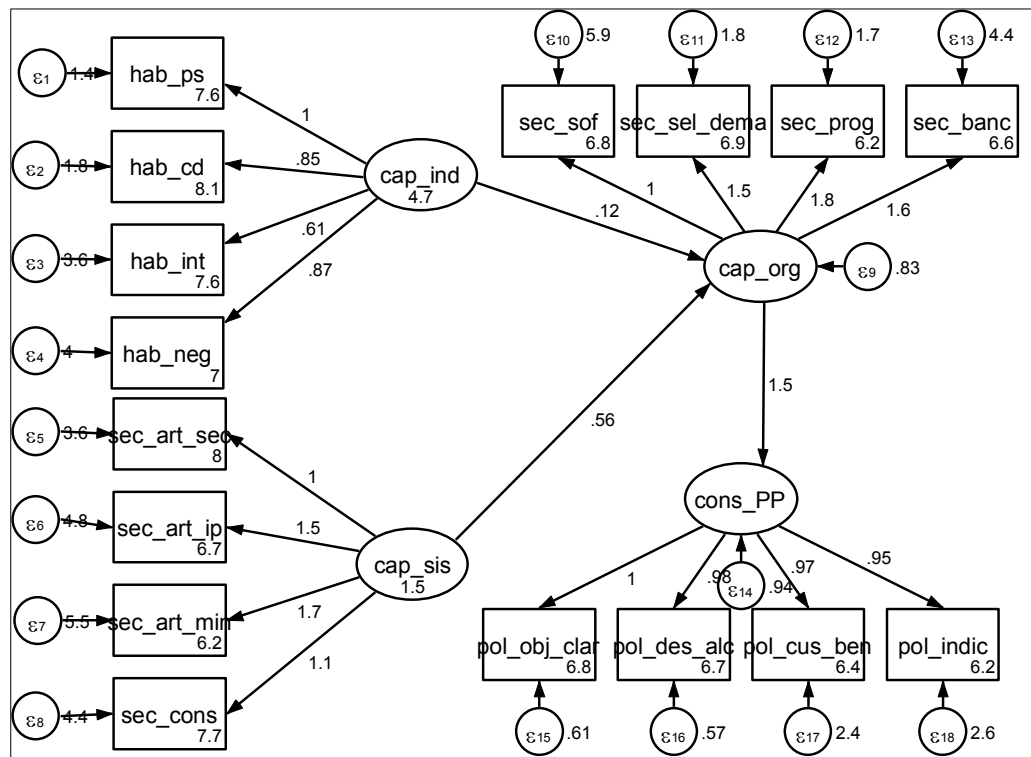 ε1 1.4 hab_ps 7.6
ε2 1.8 hab_cd 8.1
ε3 3.6 hab_int 7.6
ε4 4 hab_neg 7
ε5 3.6 sec_art_sec 8
ε6 4.8 sec_art_ip 6.7
ε7 5.5 sec_art_min 6.2
ε8 4.4 sec_cons 7.7
1
.85
.61
.87
cap_ind
4.7
.12
1
1.5
1.7
1.1
cap_sis
1.5
.56
ε10 5.9
ε11 1.8
ε12 1.7
ε13 4.4
sec_sof 6.8
sec_sel_dema 6.9
sec_prog 6.2
sec_banc 6.6
1
1.5
1.8
1.6
cap_org
ε9 .83
1.5
cons_PP
1
.98
ε14 .94
.97
.95
pol_obj_clar 6.8
pol_des_alc 6.7
pol_cus_ben 6.4
pol_indic 6.2
ε15 .61
ε16 .57
ε17 2.4
ε18 2.6